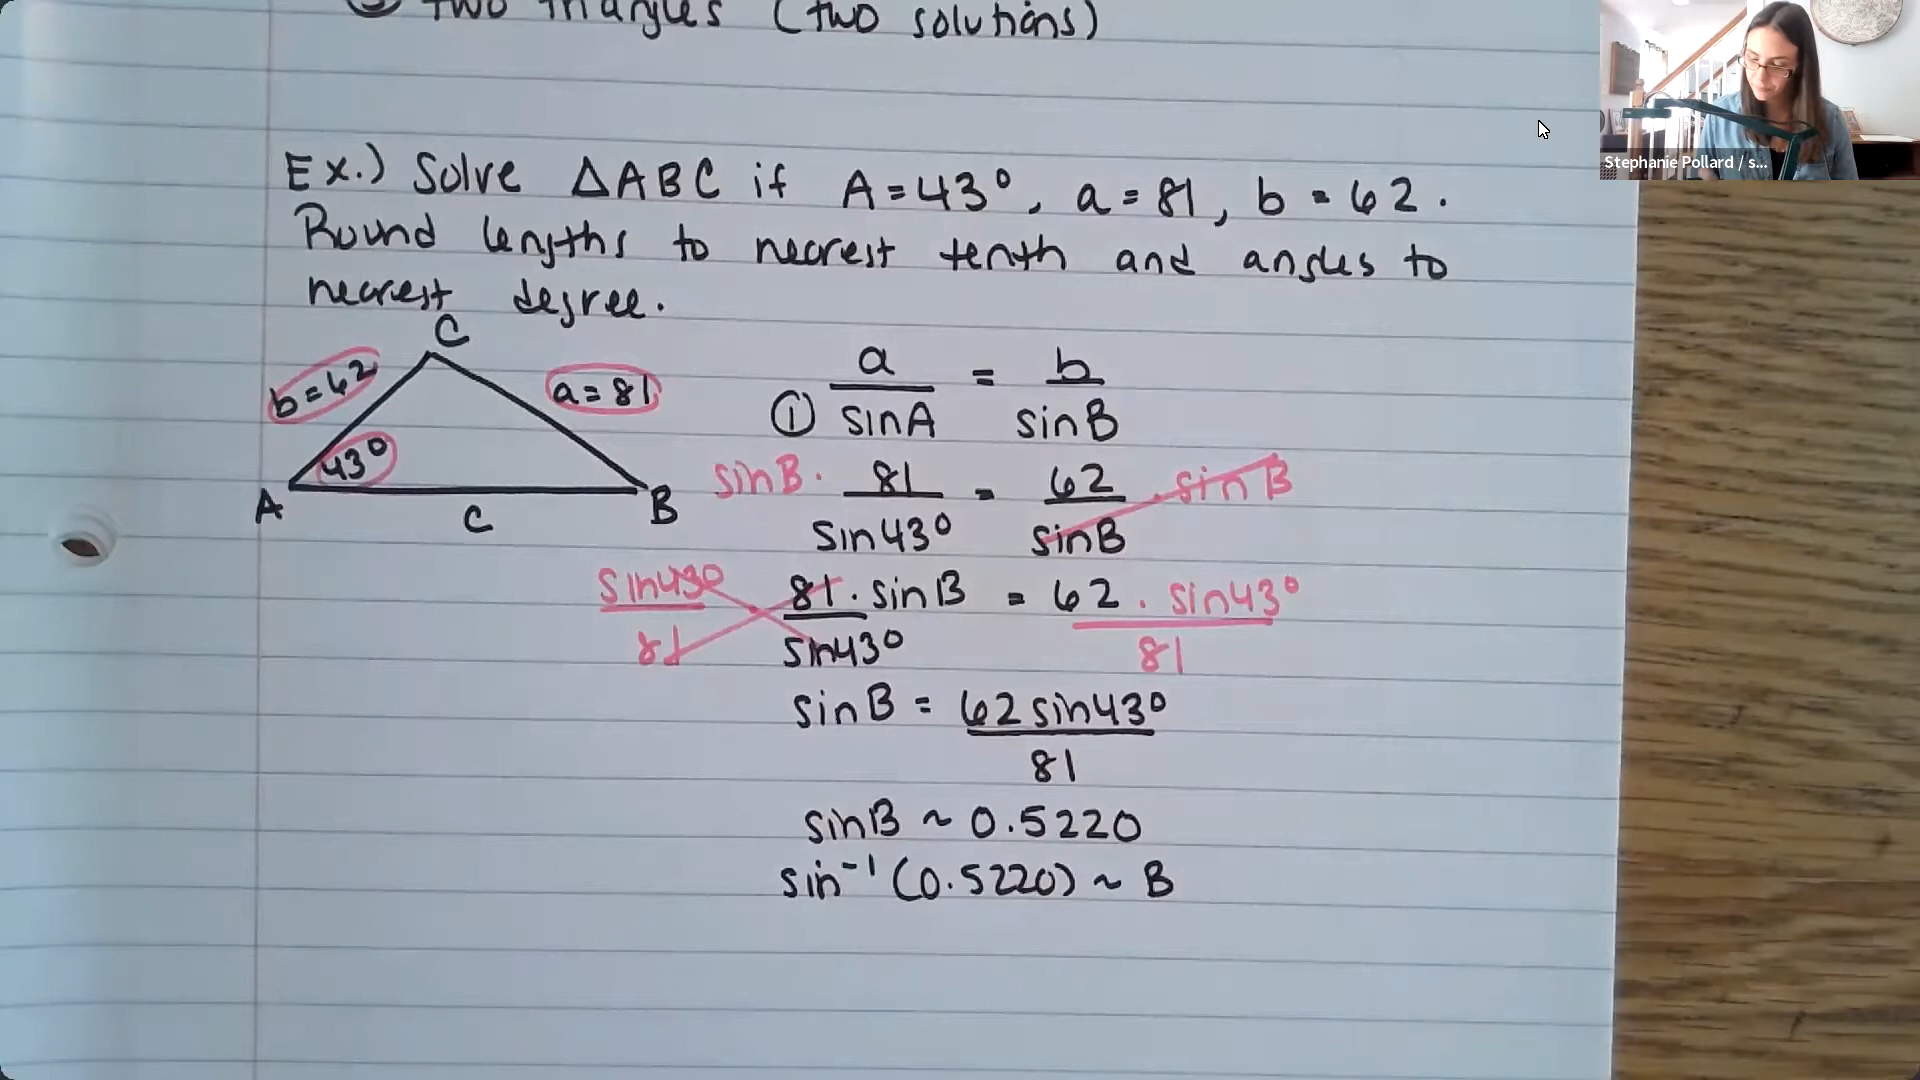 ② two triangles (two solutions)
Stephanie Pollard / s...
Ex.) Solve △ABC if A = 43°, a = 81, b = 62.
Round lengths to nearest tenth and angles to
nearest degree.
C
b = 62
a = 81
43°
A
c
B
① a/sinA = b/sinB
sinB · 81/sin43° = 62/sinB · sinB
sin43°/81 81 · sinB/sin43° = 62 · sin43°/81
sinB = 62sin43°/81
sinB ~ 0.5220
sin⁻¹(0.5220) ~ B